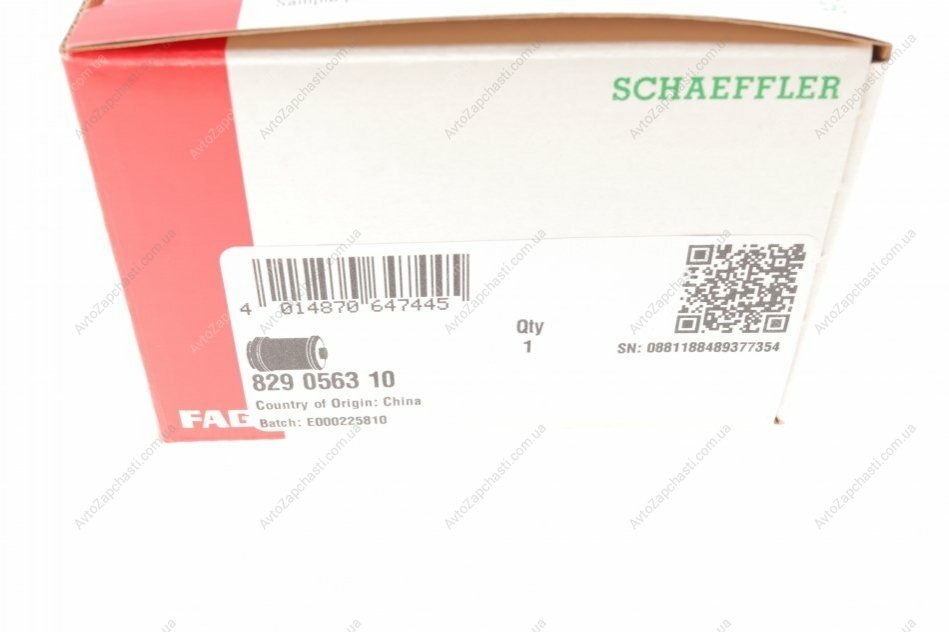 SCHAEFFLER
4 014870 647445
Qty
1
SN: 0881188489377354
829 0563 10
Country of Origin: China
Batch: E000225810
FAG
AvtoZapchasti.com.ua